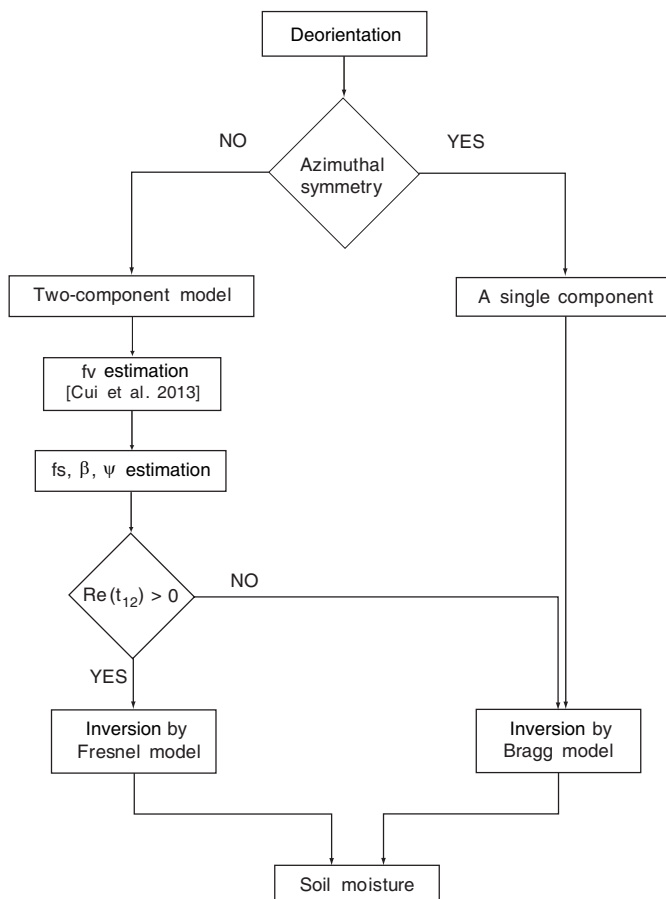 Deorientation
NO
YES
Azimuthal
symmetry
Two-component model
A single component
fv estimation
[Cui et al. 2013]
fs, β, ψ estimation
Re(t₁₂) > 0
NO
YES
Inversion by
Fresnel model
Inversion by
Bragg model
Soil moisture